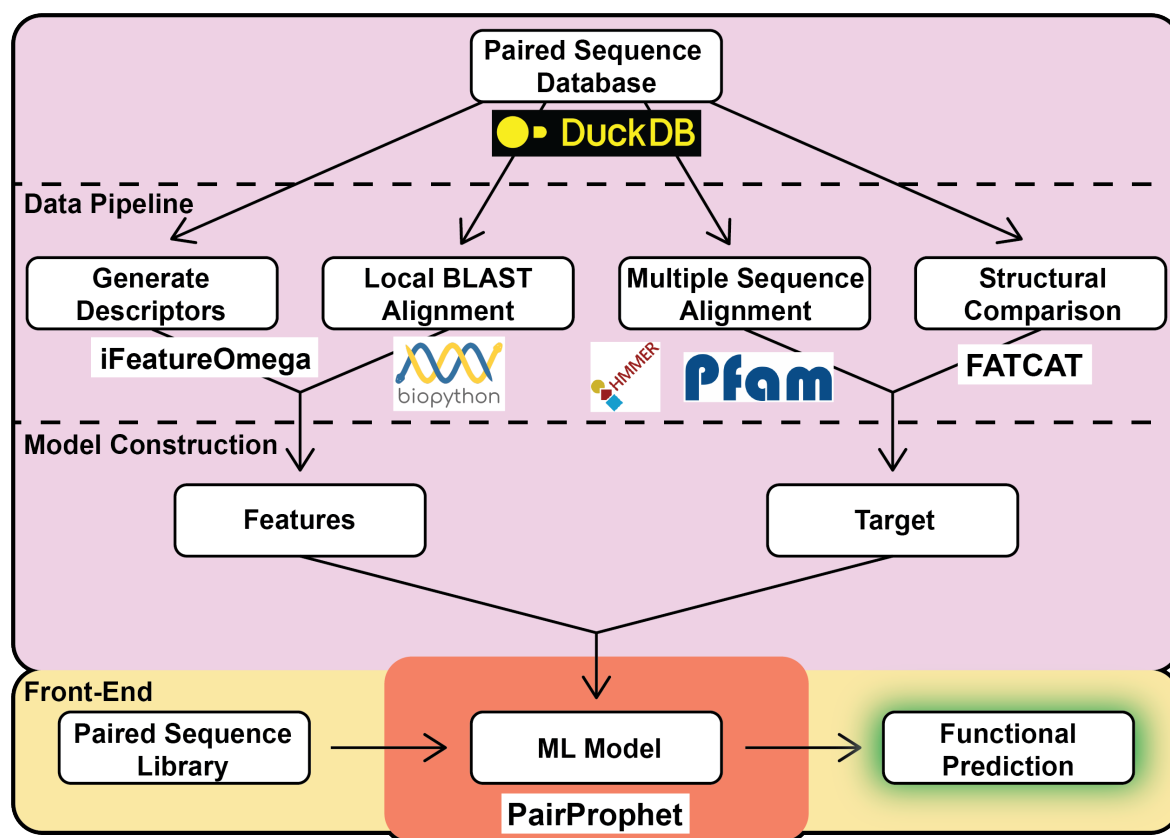 Paired Sequence
Database
DuckDB
Data Pipeline
Generate
Descriptors
Local BLAST
Alignment
Multiple Sequence
Alignment
Structural
Comparison
iFeatureOmega
biopython
HMMER
Pfam
FATCAT
Model Construction
Features
Target
Front-End
Paired Sequence
Library
ML Model
Functional
Prediction
PairProphet